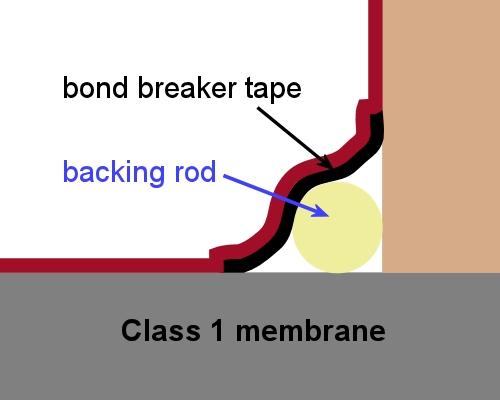 bond breaker tape
backing rod
Class 1 membrane